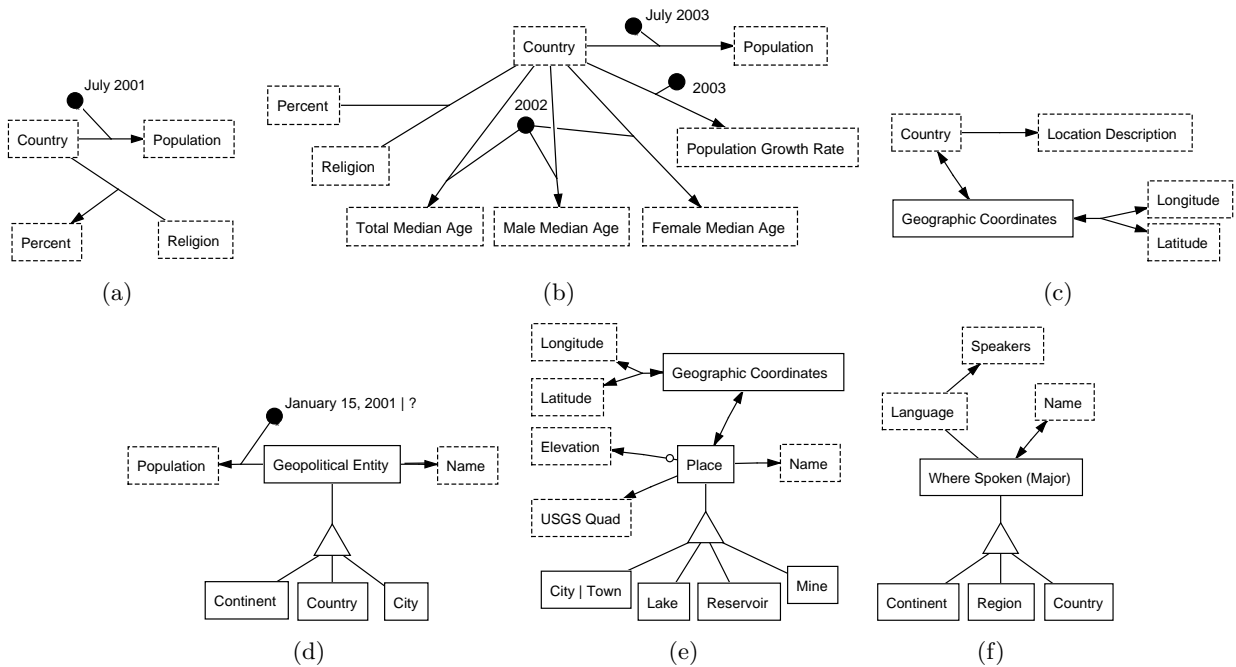 July 2001
Country
Population
Percent
Religion
(a)
July 2003
Country
Population
2003
Percent
2002
Religion
Population Growth Rate
Total Median Age
Male Median Age
Female Median Age
(b)
Country
Location Description
Geographic Coordinates
Longitude
Latitude
(c)
January 15, 2001 | ?
Population
Geopolitical Entity
Name
Continent
Country
City
(d)
Longitude
Geographic Coordinates
Latitude
Elevation
Place
Name
USGS Quad
City | Town
Lake
Reservoir
Mine
(e)
Speakers
Language
Name
Where Spoken (Major)
Continent
Region
Country
(f)